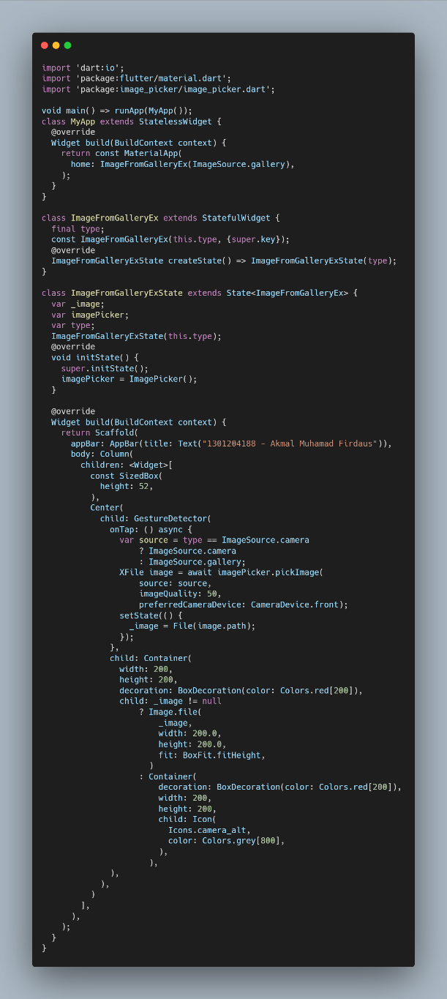 import 'dart:io';
import 'package:flutter/material.dart';
import 'package:image_picker/image_picker.dart';

void main() => runApp(MyApp());
class MyApp extends StatelessWidget {
  @override
  Widget build(BuildContext context) {
    return const MaterialApp(
      home: ImageFromGalleryEx(ImageSource.gallery),
    );
  }
}

class ImageFromGalleryEx extends StatefulWidget {
  final type;
  const ImageFromGalleryEx(this.type, {super.key});
  @override
  ImageFromGalleryExState createState() => ImageFromGalleryExState(type);
}

class ImageFromGalleryExState extends State<ImageFromGalleryEx> {
  var _image;
  var imagePicker;
  var type;
  ImageFromGalleryExState(this.type);
  @override
  void initState() {
    super.initState();
    imagePicker = ImagePicker();
  }

  @override
  Widget build(BuildContext context) {
    return Scaffold(
      appBar: AppBar(title: Text("1301204188 - Akmal Muhamad Firdaus")),
      body: Column(
        children: <Widget>[
          const SizedBox(
            height: 52,
          ),
          Center(
            child: GestureDetector(
              onTap: () async {
                var source = type == ImageSource.camera
                    ? ImageSource.camera
                    : ImageSource.gallery;
                XFile image = await imagePicker.pickImage(
                    source: source,
                    imageQuality: 50,
                    preferredCameraDevice: CameraDevice.front);
                setState(() {
                  _image = File(image.path);
                });
              },
              child: Container(
                width: 200,
                height: 200,
                decoration: BoxDecoration(color: Colors.red[200]),
                child: _image != null
                    ? Image.file(
                        _image,
                        width: 200.0,
                        height: 200.0,
                        fit: BoxFit.fitHeight,
                      )
                    : Container(
                        decoration: BoxDecoration(color: Colors.red[200]),
                        width: 200,
                        height: 200,
                        child: Icon(
                          Icons.camera_alt,
                          color: Colors.grey[800],
                        ),
                      ),
              ),
            ),
          )
        ],
      ),
    );
  }
}